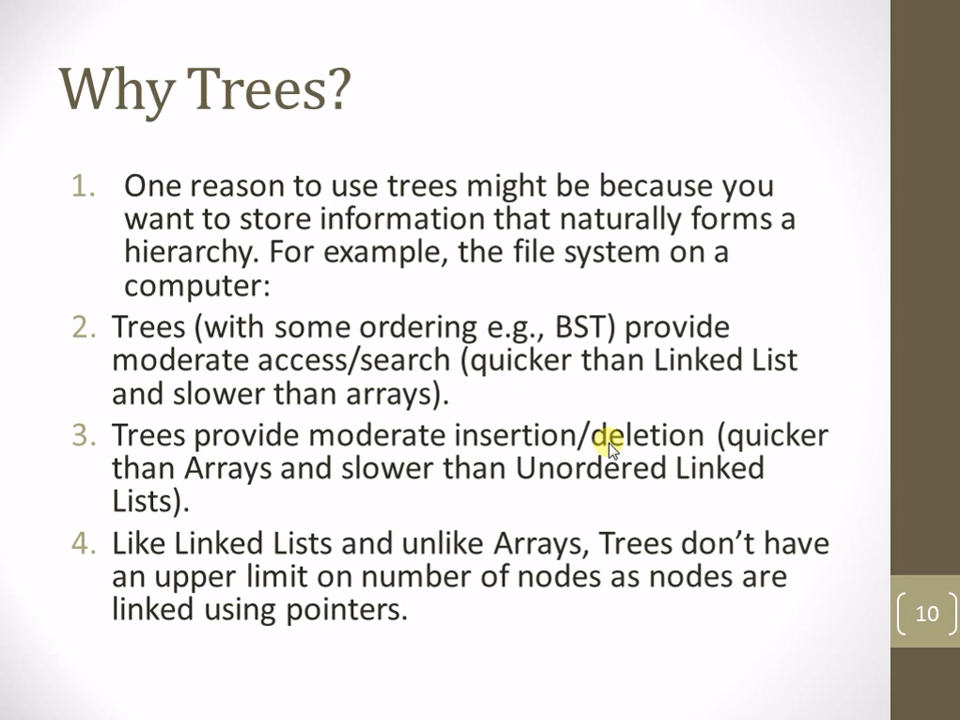 Why Trees?
1. One reason to use trees might be because you
want to store information that naturally forms a
hierarchy. For example, the file system on a
computer:
2. Trees (with some ordering e.g., BST) provide
moderate access/search (quicker than Linked List
and slower than arrays).
3. Trees provide moderate insertion/deletion (quicker
than Arrays and slower than Unordered Linked
Lists).
4. Like Linked Lists and unlike Arrays, Trees don’t have
an upper limit on number of nodes as nodes are
linked using pointers.
10